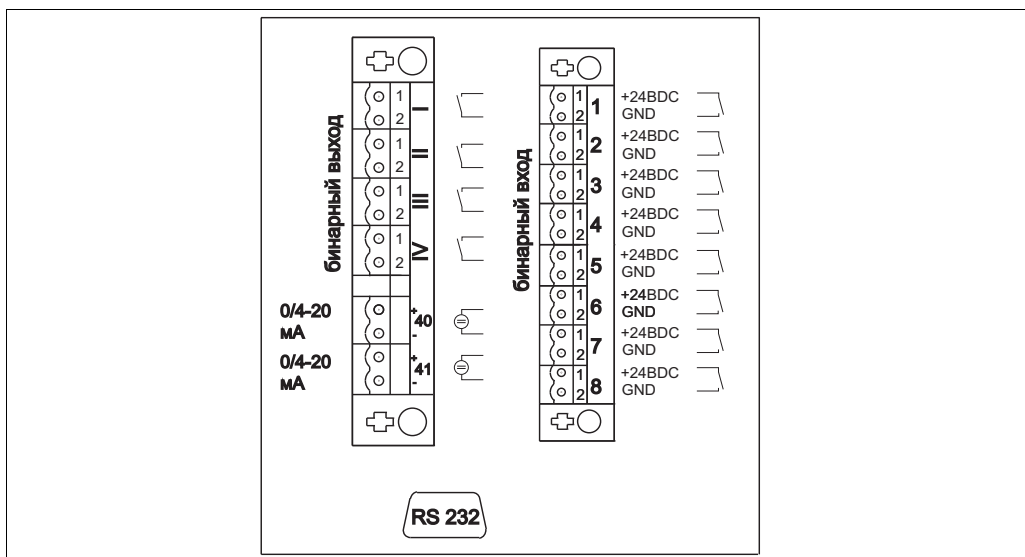 бинарный выход
1
2
I
1
2
II
1
2
III
1
2
IV
0/4-20
мА
+
40
-
0/4-20
мА
+
41
-
бинарный вход
1
2
1
+24BDC
GND
1
2
2
+24BDC
GND
1
2
3
+24BDC
GND
1
2
4
+24BDC
GND
1
2
5
+24BDC
GND
1
2
6
+24BDC
GND
1
2
7
+24BDC
GND
1
2
8
+24BDC
GND
RS 232